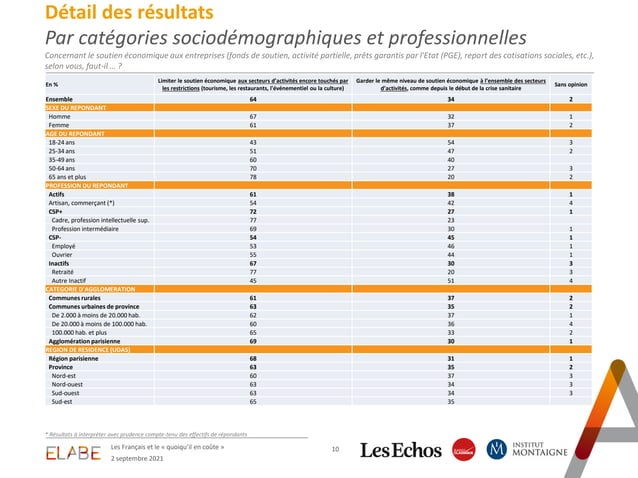 Détail des résultats
Par catégories sociodémographiques et professionnelles
Concernant le soutien économique aux entreprises (fonds de soutien, activité partielle, prêts garantis par l'Etat (PGE), report des cotisations sociales, etc.),
selon vous, faut-il ... ?
En % Limiter le soutien économique aux secteurs d'activités encore touchés par les restrictions (tourisme, les restaurants, l'événementiel ou la culture) Garder le même niveau de soutien économique à l'ensemble des secteurs d'activités, comme depuis le début de la crise sanitaire Sans opinion
Ensemble 64 34 2
SEXE DU REPONDANT
Homme 67 32 1
Femme 61 37 2
AGE DU REPONDANT
18-24 ans 43 54 3
25-34 ans 51 47 2
35-49 ans 60 40
50-64 ans 70 27 3
65 ans et plus 78 20 2
PROFESSION DU REPONDANT
Actifs 61 38 1
Artisan, commerçant (*) 54 42 4
CSP+ 72 27 1
Cadre, profession intellectuelle sup. 77 23
Profession intermédiaire 69 30 1
CSP- 54 45 1
Employé 53 46 1
Ouvrier 55 44 1
Inactifs 67 30 3
Retraité 77 20 3
Autre Inactif 45 51 4
CATEGORIE D'AGGLOMERATION
Communes rurales 61 37 2
Communes urbaines de province 63 35 2
De 2.000 à moins de 20.000 hab. 62 37 1
De 20.000 à moins de 100.000 hab. 60 36 4
100.000 hab. et plus 65 33 2
Agglomération parisienne 69 30 1
REGION DE RESIDENCE (UDA5)
Région parisienne 68 31 1
Province 63 35 2
Nord-est 60 37 3
Nord-ouest 63 34 3
Sud-ouest 63 34 3
Sud-est 65 35
* Résultats à interpréter avec prudence compte-tenu des effectifs de répondants
ELABE
Les Français et le « quoiqu'il en coûte »
2 septembre 2021
10
LesEchos
RADIO CLASSIQUE
INSTITUT
MONTAIGNE